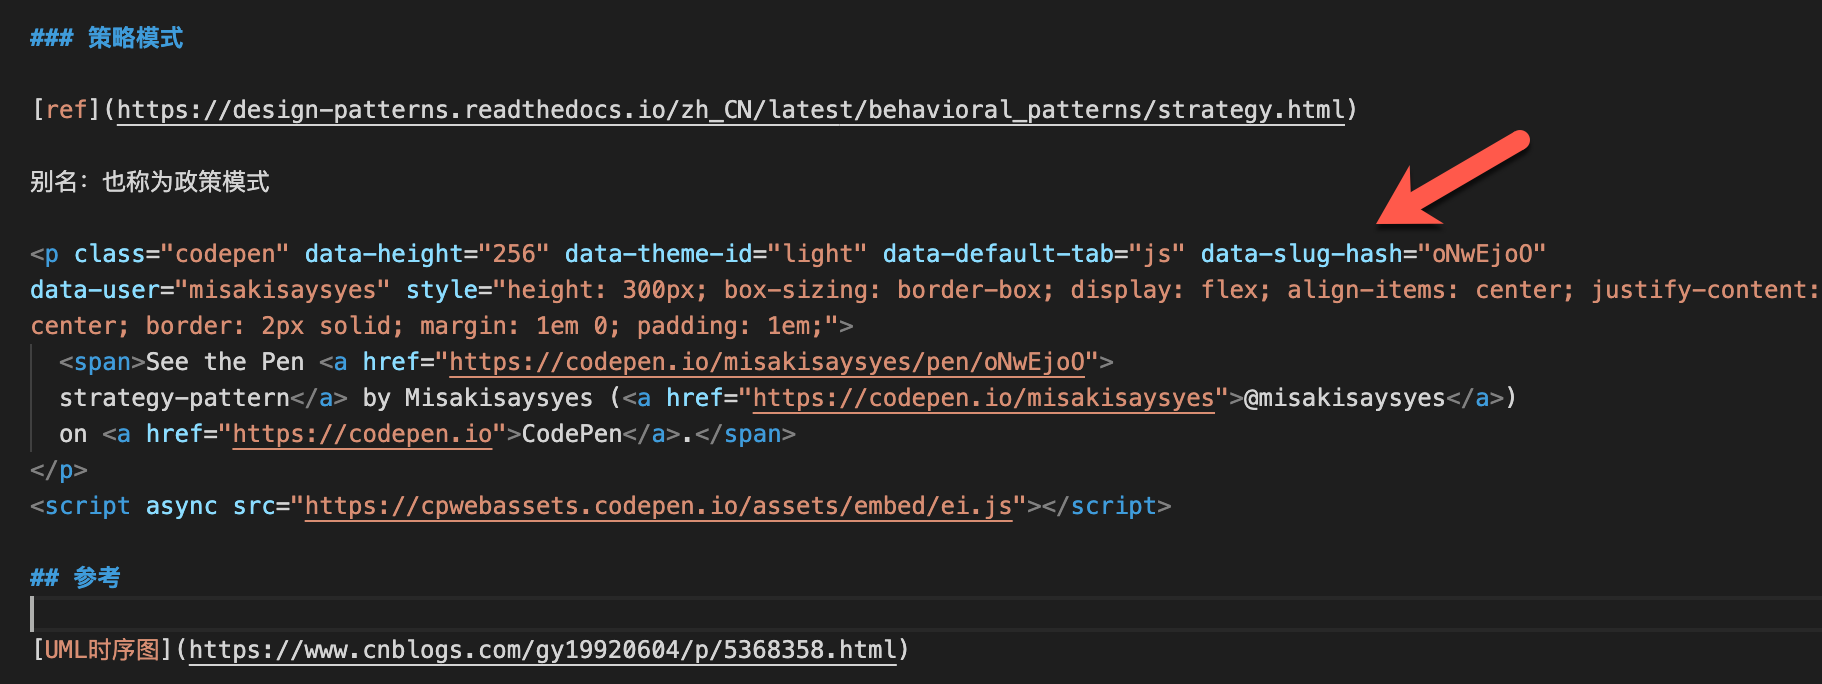 ### 策略模式
[ref](https://design-patterns.readthedocs.io/zh_CN/latest/behavioral_patterns/strategy.html)
别名：也称为政策模式
<p class="codepen" data-height="256" data-theme-id="light" data-default-tab="js" data-slug-hash="oNwEjoO"
data-user="misakisaysyes" style="height: 300px; box-sizing: border-box; display: flex; align-items: center; justify-content:
center; border: 2px solid; margin: 1em 0; padding: 1em;">
<span>See the Pen <a href="https://codepen.io/misakisaysyes/pen/oNwEjoO">
strategy-pattern</a> by Misakisaysyes (<a href="https://codepen.io/misakisaysyes">@misakisaysyes</a>)
on <a href="https://codepen.io">CodePen</a>.</span>
</p>
<script async src="https://cpwebassets.codepen.io/assets/embed/ei.js"></script>
## 参考
[UML时序图](https://www.cnblogs.com/gy19920604/p/5368358.html)